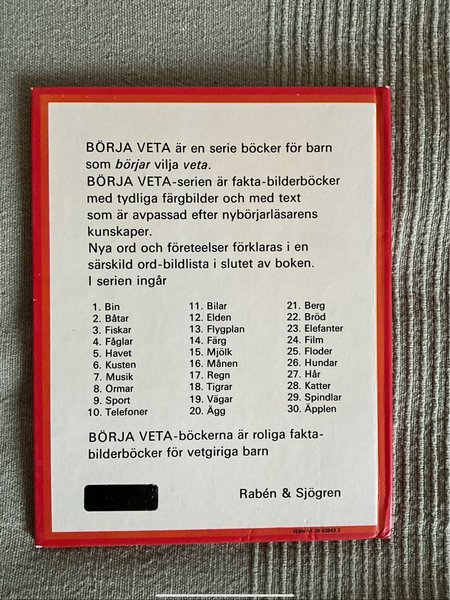 BÖRJA VETA är en serie böcker för barn
som börjar vilja veta.
BÖRJA VETA-serien är fakta-bilderböcker
med tydliga färgbilder och med text
som är avpassad efter nybörjarläsarens
kunskaper.
Nya ord och företeelser förklaras i en
särskild ord-bildlista i slutet av boken.
I serien ingår
1. Bin
2. Båtar
3. Fiskar
4. Fåglar
5. Havet
6. Kusten
7. Musik
8. Ormar
9. Sport
10. Telefoner
11. Bilar
12. Elden
13. Flygplan
14. Färg
15. Mjölk
16. Månen
17. Regn
18. Tigrar
19. Vägar
20. Ägg
21. Berg
22. Bröd
23. Elefanter
24. Film
25. Floder
26. Hundar
27. Hår
28. Katter
29. Spindlar
30. Äpplen
BÖRJA VETA-böckerna är roliga fakta-
bilderböcker för vetgiriga barn
Rabén & Sjögren